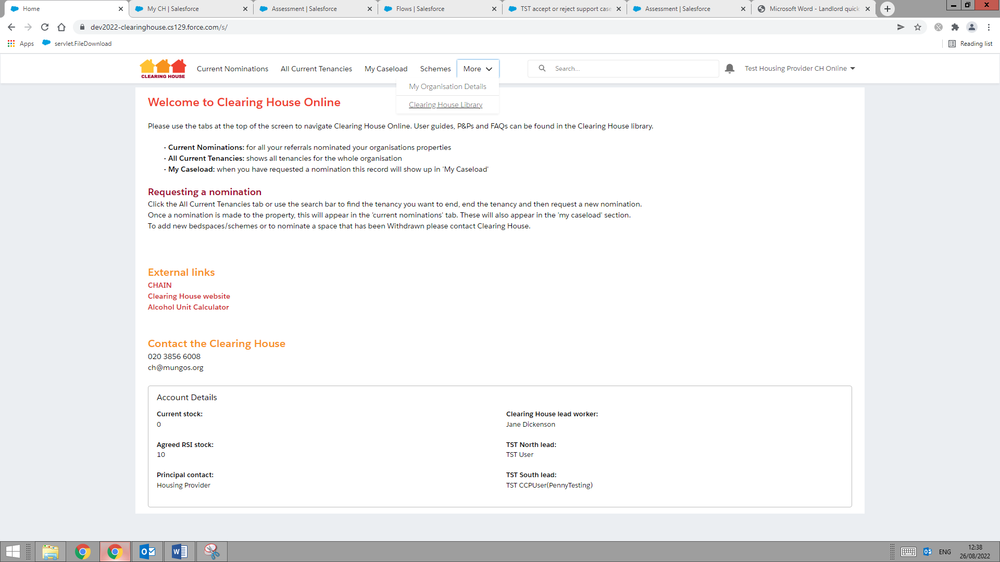 Home
My CH | Salesforce
Assessment | Salesforce
Flows | Salesforce
TST accept or reject support case
Assessment | Salesforce
Microsoft Word - Landlord quick
dev2022-clearinghouse.cs129.force.com/s/
Apps
servlet.FileDownload
Reading list
CLEARING HOUSE
Current Nominations
All Current Tenancies
My Caseload
Schemes
More
Search...
Test Housing Provider CH Online
My Organisation Details
Clearing House Library
Welcome to Clearing House Online
Please use the tabs at the top of the screen to navigate Clearing House Online. User guides, P&Ps and FAQs can be found in the Clearing House library.
· Current Nominations: for all your referrals nominated your organisations properties
· All Current Tenancies: shows all tenancies for the whole organisation
· My Caseload: when you have requested a nomination this record will show up in 'My Caseload'
Requesting a nomination
Click the All Current Tenancies tab or use the search bar to find the tenancy you want to end, end the tenancy and then request a new nomination.
Once a nomination is made to the property, this will appear in the 'current nominations' tab. These will also appear in the 'my caseload' section.
To add new bedspaces/schemes or to nominate a space that has been Withdrawn please contact Clearing House.
External links
CHAIN
Clearing House website
Alcohol Unit Calculator
Contact the Clearing House
020 3856 6008
ch@mungos.org
Account Details
Current stock:
0
Agreed RSI stock:
10
Principal contact:
Housing Provider
Clearing House lead worker:
Jane Dickenson
TST North lead:
TST User
TST South lead:
TST CCPUser(PennyTesting)
ENG
12:38
26/08/2022